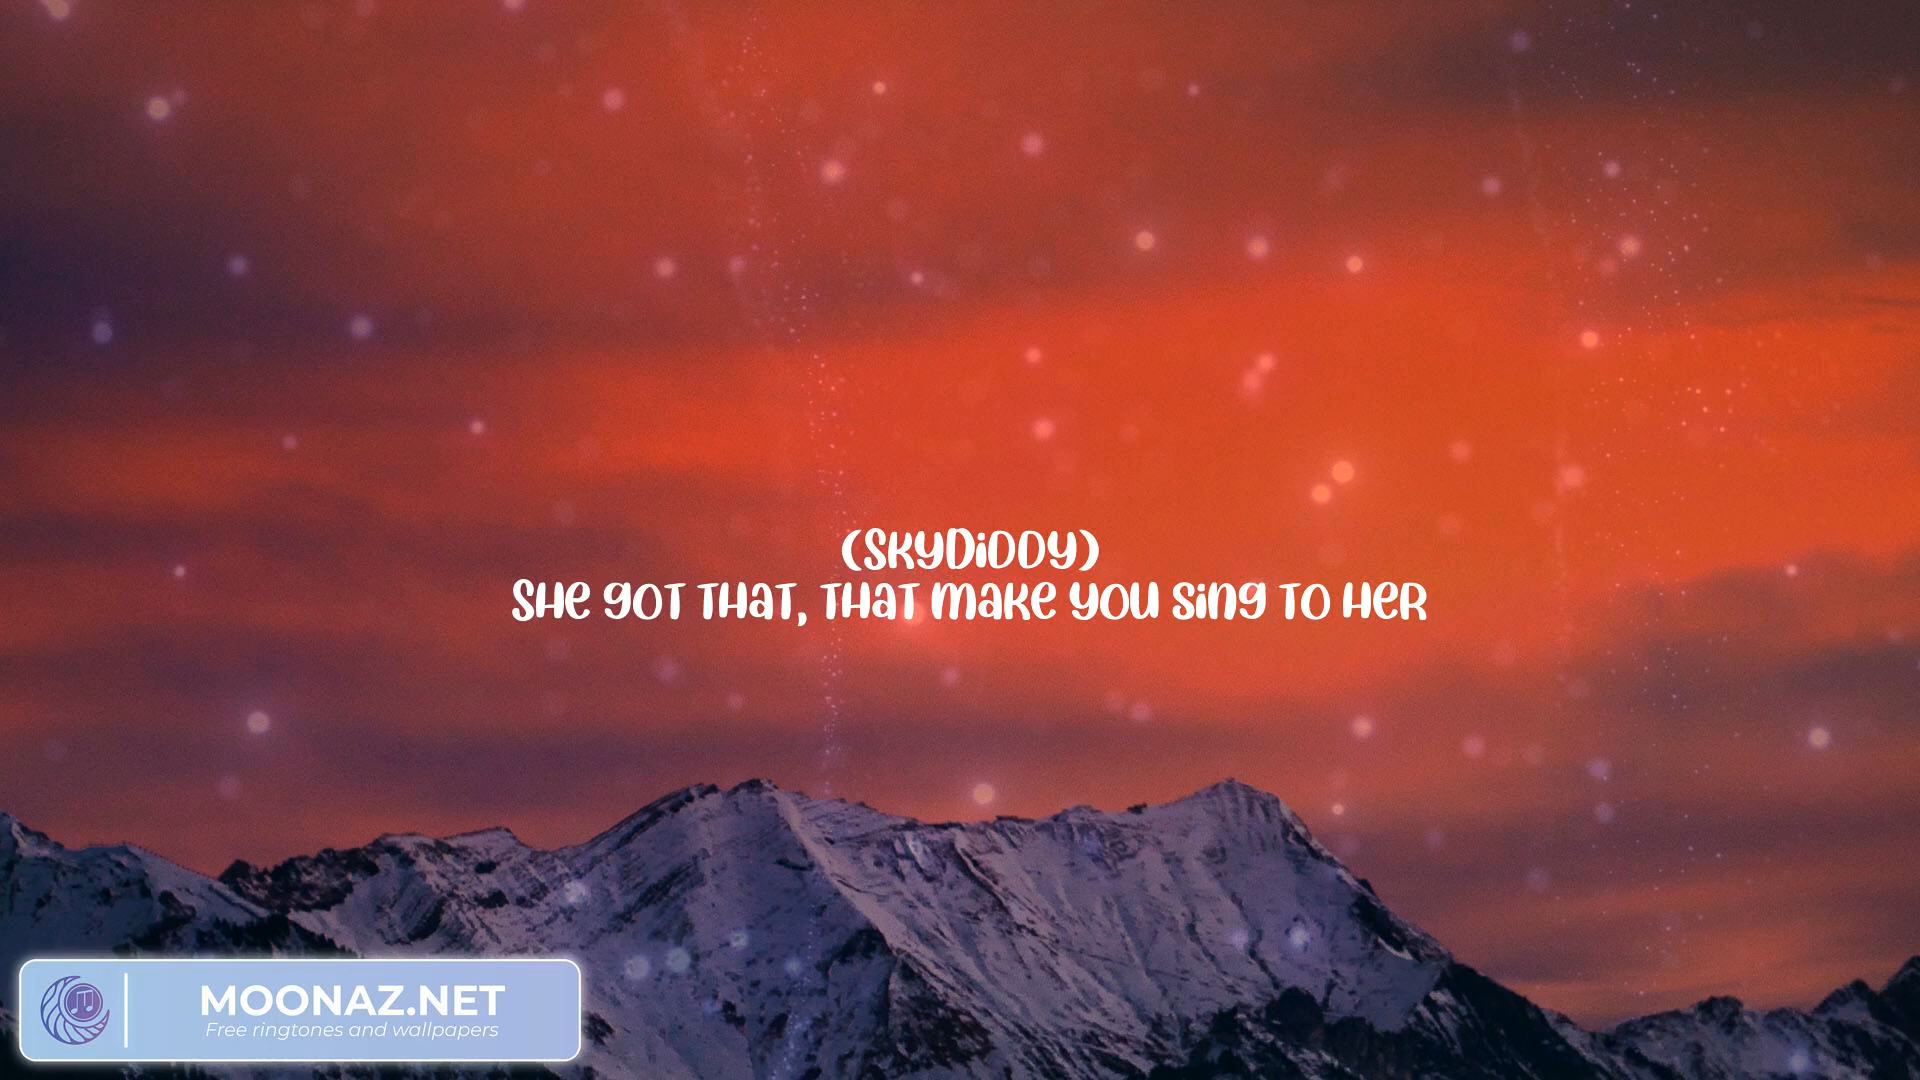 (SkyDiddy)
She got that, that make you sing to her
MOONAZ.NET
Free ringtones and wallpapers